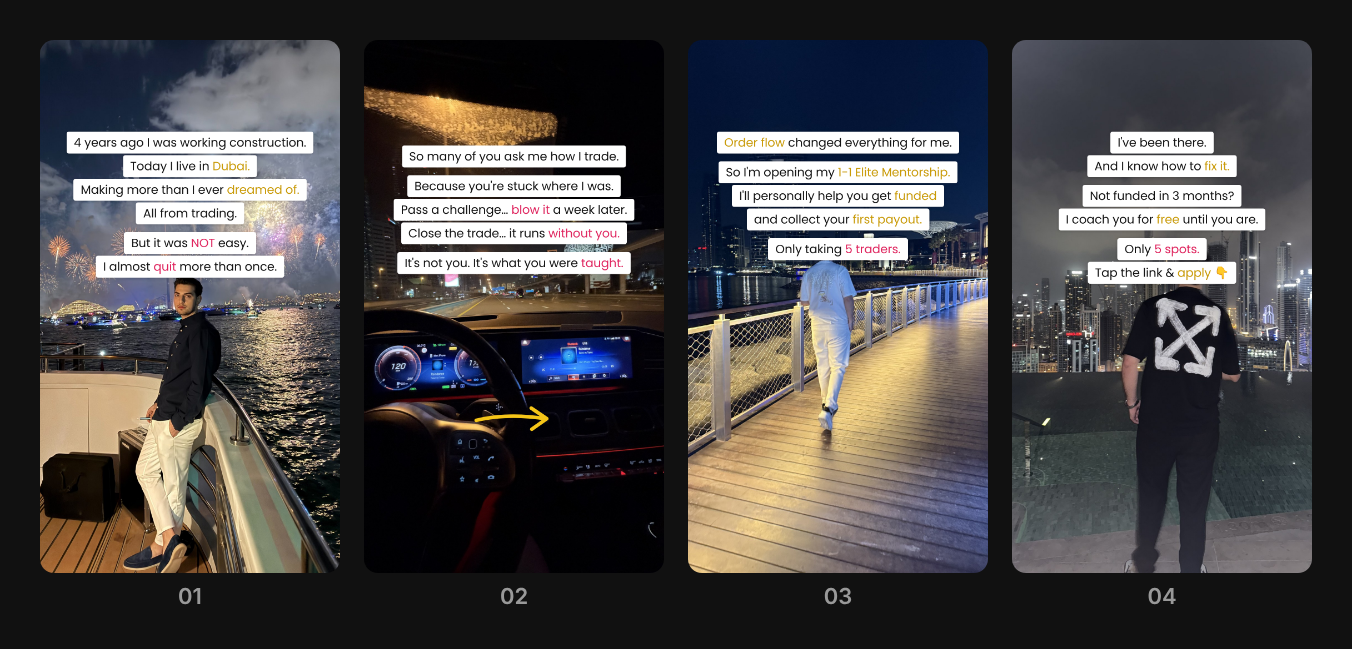 4 years ago I was working construction.
Today I live in Dubai.
Making more than I ever dreamed of.
All from trading.
But it was NOT easy.
I almost quit more than once.
01
So many of you ask me how I trade.
Because you're stuck where I was.
Pass a challenge... blow it a week later.
Close the trade... it runs without you.
It's not you. It's what you were taught.
120
02
Order flow changed everything for me.
So I'm opening my 1-1 Elite Mentorship.
I'll personally help you get funded
and collect your first payout.
Only taking 5 traders.
03
I've been there.
And I know how to fix it.
Not funded in 3 months?
I coach you for free until you are.
Only 5 spots.
Tap the link & apply 👇
04